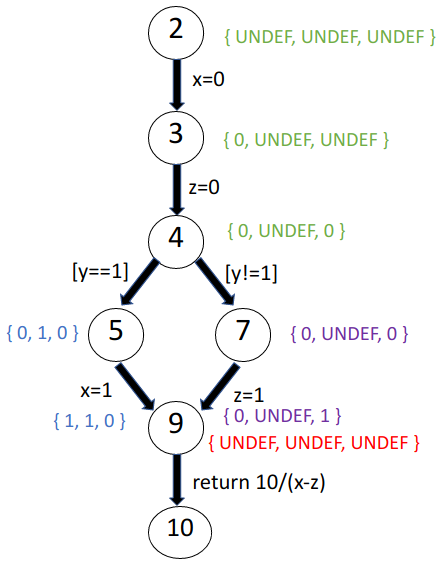 2 { UNDEF, UNDEF, UNDEF }
x=0
3 { 0, UNDEF, UNDEF }
z=0
4 { 0, UNDEF, 0 }
[y==1] [y!=1]
{ 0, 1, 0 } 5 7 { 0, UNDEF, 0 }
x=1 z=1
{ 1, 1, 0 } 9 { 0, UNDEF, 1 }
{ UNDEF, UNDEF, UNDEF }
return 10/(x-z)
10